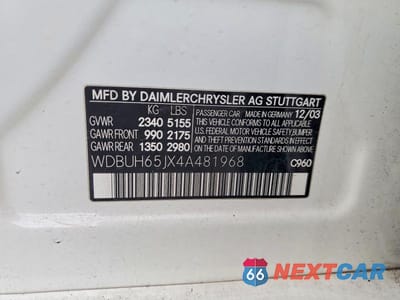 MFD BY DAIMLERCHRYSLER AG STUTTGART
KG LBS PASSENGER CAR MADE IN GERMANY 12/03
GVWR 2340 5155 THIS VEHICLE CONFORMS TO ALL APPLICABLE
GAWR FRONT 990 2175 U.S. FEDERAL MOTOR VEHICLE SAFETY, BUMPER,
GAWR REAR 1350 2980 AND THEFT PREVENTION STANDARDS IN EFFECT
ON THE DATE OF MANUFACTURE SHOWN ABOVE
WDBUH65JX4A481968 C960
66 NEXTCAR